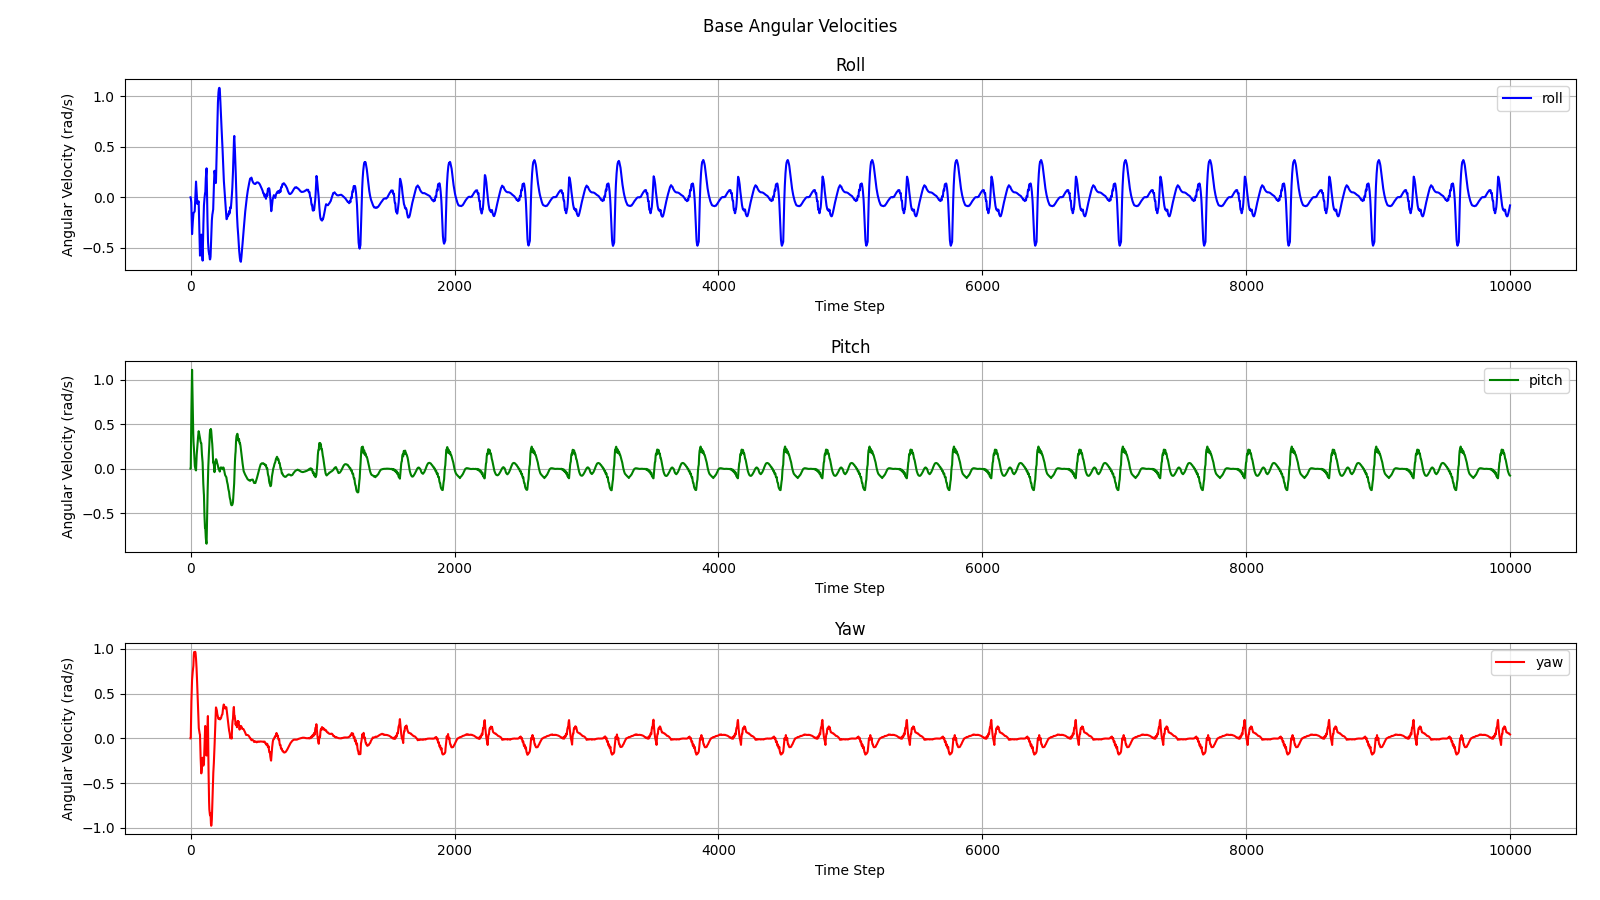 Base Angular Velocities
Roll
Angular Velocity (rad/s)
1.0
0.5
0.0
−0.5
roll
0 2000 4000 6000 8000 10000
Time Step
Pitch
Angular Velocity (rad/s)
1.0
0.5
0.0
−0.5
pitch
0 2000 4000 6000 8000 10000
Time Step
Yaw
Angular Velocity (rad/s)
1.0
0.5
0.0
−0.5
−1.0
yaw
0 2000 4000 6000 8000 10000
Time Step